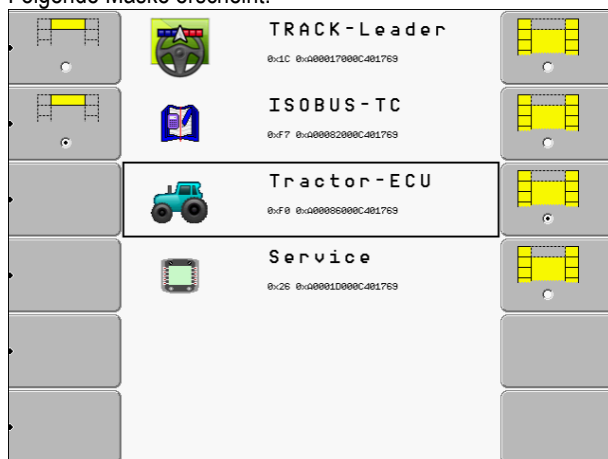 Folgende Maske erscheint:
TRACK-Leader
0x1C 0xA00017000C401769
ISOBUS-TC
0xF7 0xA00082000C401769
Tractor-ECU
0xF0 0xA00086000C401769
Service
0x26 0xA0001D000C401769